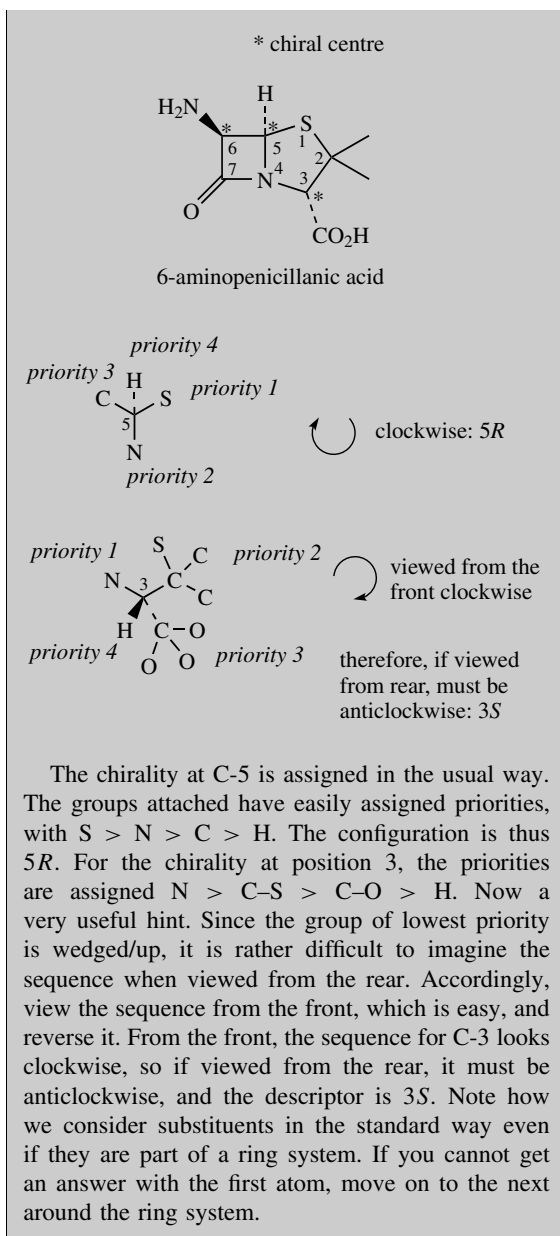 * chiral centre
H
H₂N
*
*
S
6
5
1
2
7
N
4
3
*
O
CO₂H
6-aminopenicillanic acid
priority 4
priority 3
H
C
S
priority 1
5
N
priority 2
clockwise: 5R
priority 1
S
C
priority 2
N
3
C
C
H
C
O
priority 4
O
O
priority 3
viewed from the
front clockwise
therefore, if viewed
from rear, must be
anticlockwise: 3S
The chirality at C-5 is assigned in the usual way.
The groups attached have easily assigned priorities,
with S > N > C > H. The configuration is thus
5R. For the chirality at position 3, the priorities
are assigned N > C–S > C–O > H. Now a
very useful hint. Since the group of lowest priority
is wedged/up, it is rather difficult to imagine the
sequence when viewed from the rear. Accordingly,
view the sequence from the front, which is easy, and
reverse it. From the front, the sequence for C-3 looks
clockwise, so if viewed from the rear, it must be
anticlockwise, and the descriptor is 3S. Note how
we consider substituents in the standard way even
if they are part of a ring system. If you cannot get
an answer with the first atom, move on to the next
around the ring system.